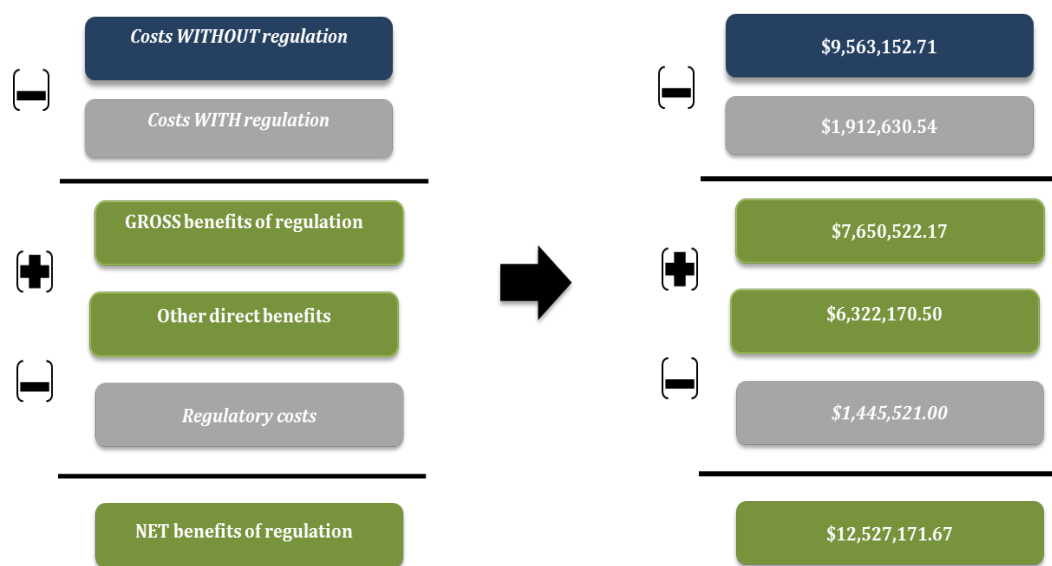 Costs WITHOUT regulation
$9,563,152.71
Costs WITH regulation
$1,912,630.54
GROSS benefits of regulation
$7,650,522.17
Other direct benefits
$6,322,170.50
Regulatory costs
$1,445,521.00
NET benefits of regulation
$12,527,171.67